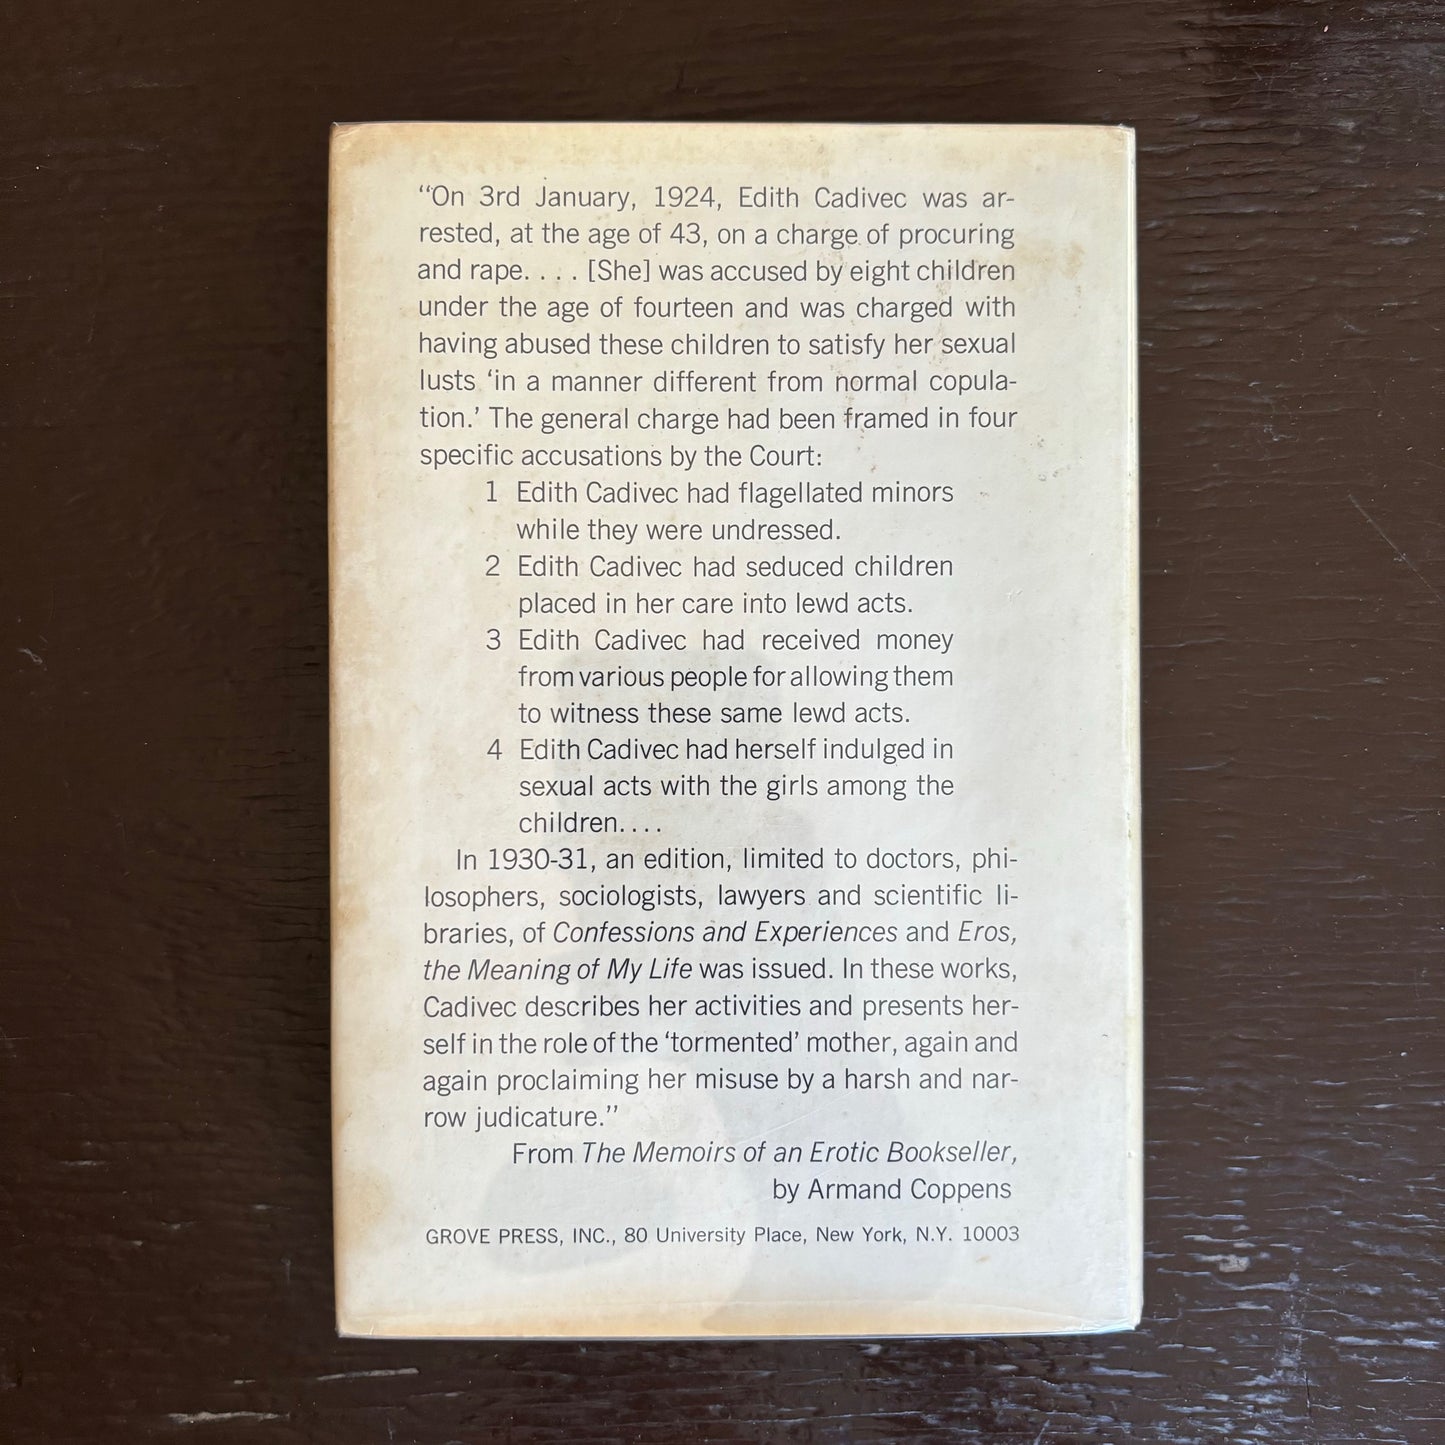 “On 3rd January, 1924, Edith Cadivec was ar-
rested, at the age of 43, on a charge of procuring
and rape. . . . [She] was accused by eight children
under the age of fourteen and was charged with
having abused these children to satisfy her sexual
lusts ‘in a manner different from normal copula-
tion.’ The general charge had been framed in four
specific accusations by the Court:
1 Edith Cadivec had flagellated minors
while they were undressed.
2 Edith Cadivec had seduced children
placed in her care into lewd acts.
3 Edith Cadivec had received money
from various people for allowing them
to witness these same lewd acts.
4 Edith Cadivec had herself indulged in
sexual acts with the girls among the
children. . . .
In 1930-31, an edition, limited to doctors, phi-
losophers, sociologists, lawyers and scientific li-
braries, of Confessions and Experiences and Eros,
the Meaning of My Life was issued. In these works,
Cadivec describes her activities and presents her-
self in the role of the ‘tormented’ mother, again and
again proclaiming her misuse by a harsh and nar-
row judicature.”
From The Memoirs of an Erotic Bookseller,
by Armand Coppens
GROVE PRESS, INC., 80 University Place, New York, N.Y. 10003